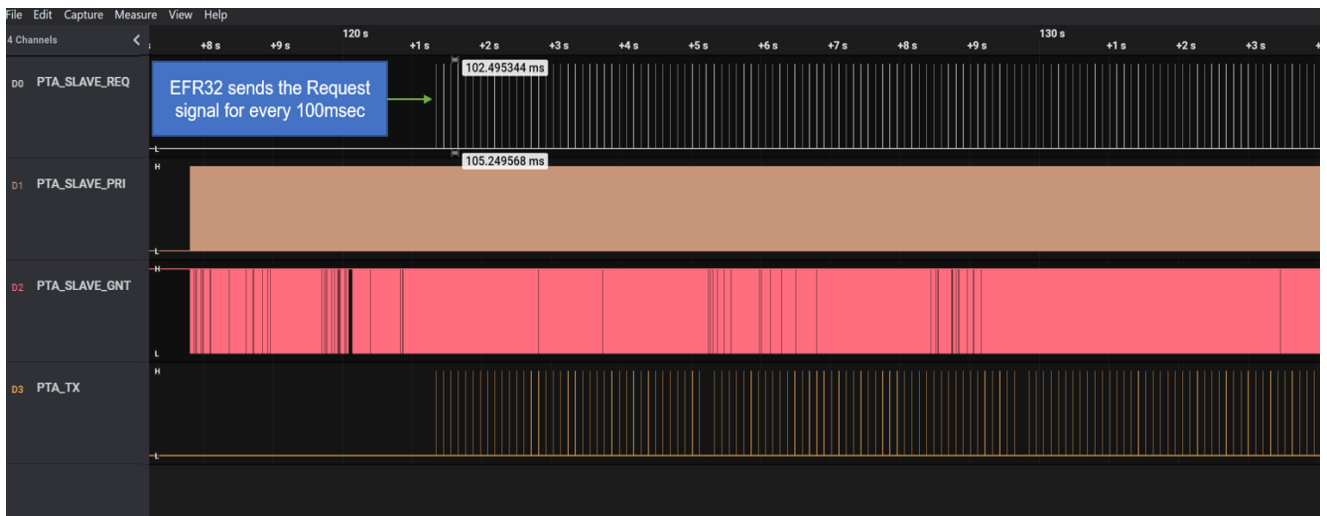 File Edit Capture Measure View Help
4 Channels
s +8 s +9 s 120 s +1 s +2 s +3 s +4 s +5 s +6 s +7 s +8 s +9 s 130 s +1 s +2 s +3 s +
D0 PTA_SLAVE_REQ
EFR32 sends the Request
signal for every 100msec
102.495344 ms
L
105.249568 ms
H
D1 PTA_SLAVE_PRI
L
H
D2 PTA_SLAVE_GNT
L
H
D3 PTA_TX
L